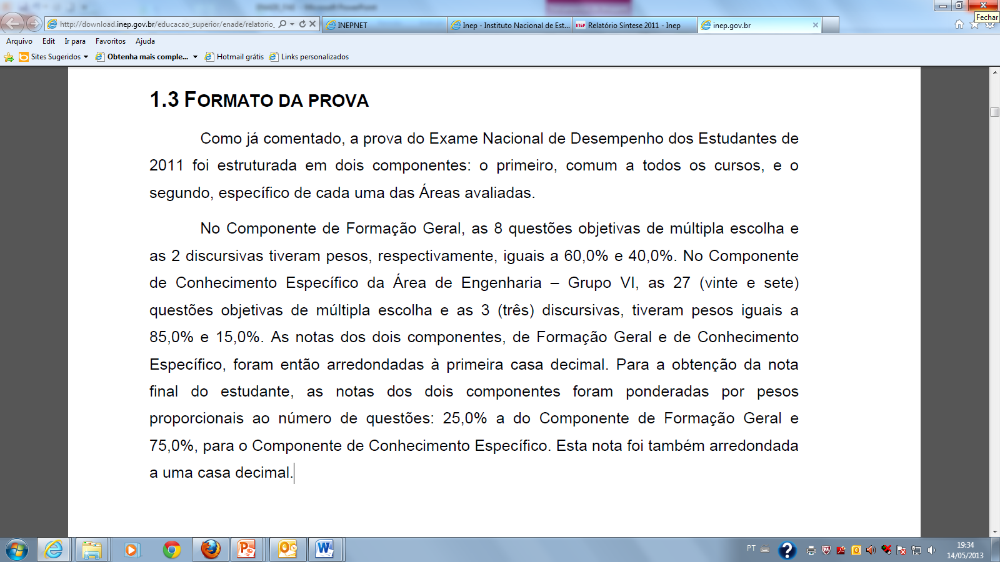 Fechar
http://download.inep.gov.br/educacao_superior/enade/relatorio_
INEPNET
Inep - Instituto Nacional de Est...
INEP Relatório Síntese 2011 - Inep
inep.gov.br
Arquivo Editar Ir para Favoritos Ajuda
Sites Sugeridos
Obtenha mais comple...
Hotmail grátis
Links personalizados
1.3 FORMATO DA PROVA
Como já comentado, a prova do Exame Nacional de Desempenho dos Estudantes de
2011 foi estruturada em dois componentes: o primeiro, comum a todos os cursos, e o
segundo, específico de cada uma das Áreas avaliadas.
No Componente de Formação Geral, as 8 questões objetivas de múltipla escolha e
as 2 discursivas tiveram pesos, respectivamente, iguais a 60,0% e 40,0%. No Componente
de Conhecimento Específico da Área de Engenharia – Grupo VI, as 27 (vinte e sete)
questões objetivas de múltipla escolha e as 3 (três) discursivas, tiveram pesos iguais a
85,0% e 15,0%. As notas dos dois componentes, de Formação Geral e de Conhecimento
Específico, foram então arredondadas à primeira casa decimal. Para a obtenção da nota
final do estudante, as notas dos dois componentes foram ponderadas por pesos
proporcionais ao número de questões: 25,0% a do Componente de Formação Geral e
75,0%, para o Componente de Conhecimento Específico. Esta nota foi também arredondada
a uma casa decimal.
PT
19:34
14/05/2013